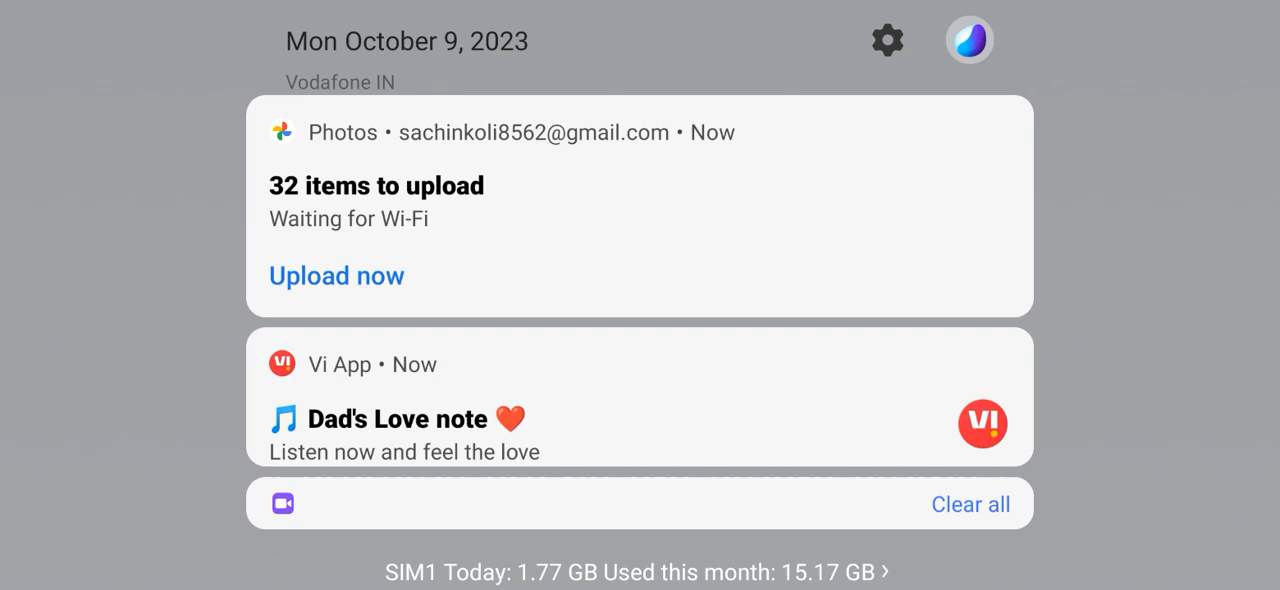 Mon October 9, 2023
Vodafone IN
Photos • sachinkoli8562@gmail.com • Now
32 items to upload
Waiting for Wi-Fi
Upload now
VI Vi App • Now
🎵 Dad's Love note ❤️
VI
Listen now and feel the love
Clear all
SIM1 Today: 1.77 GB Used this month: 15.17 GB ›